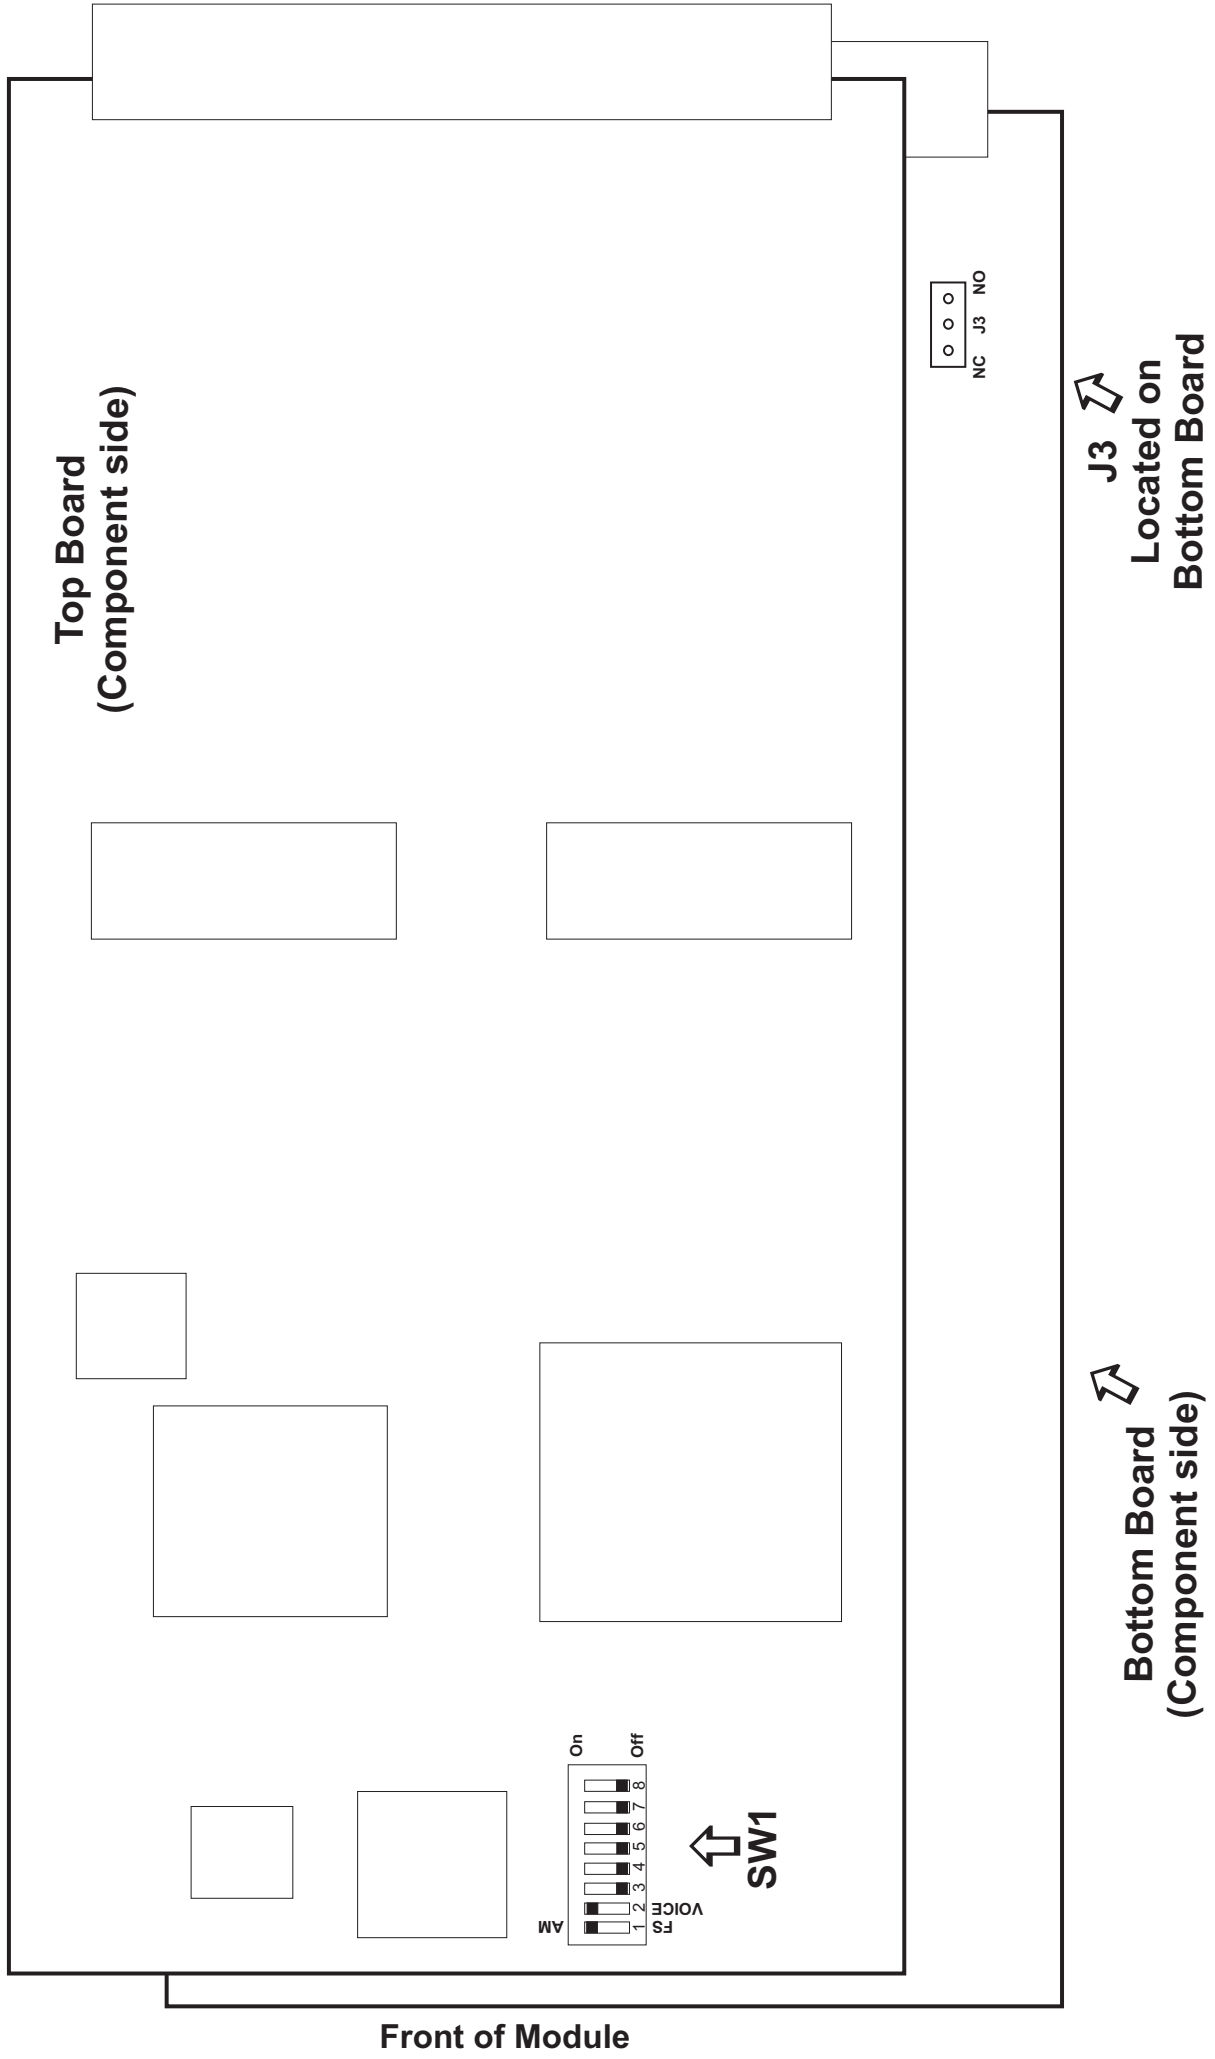 Top Board
(Component side)
NC J3 NO
J3
Located on
Bottom Board
Bottom Board
(Component side)
On
Off
1 2 3 4 5 6 7 8
AM
FS
VOICE
SW1
Front of Module